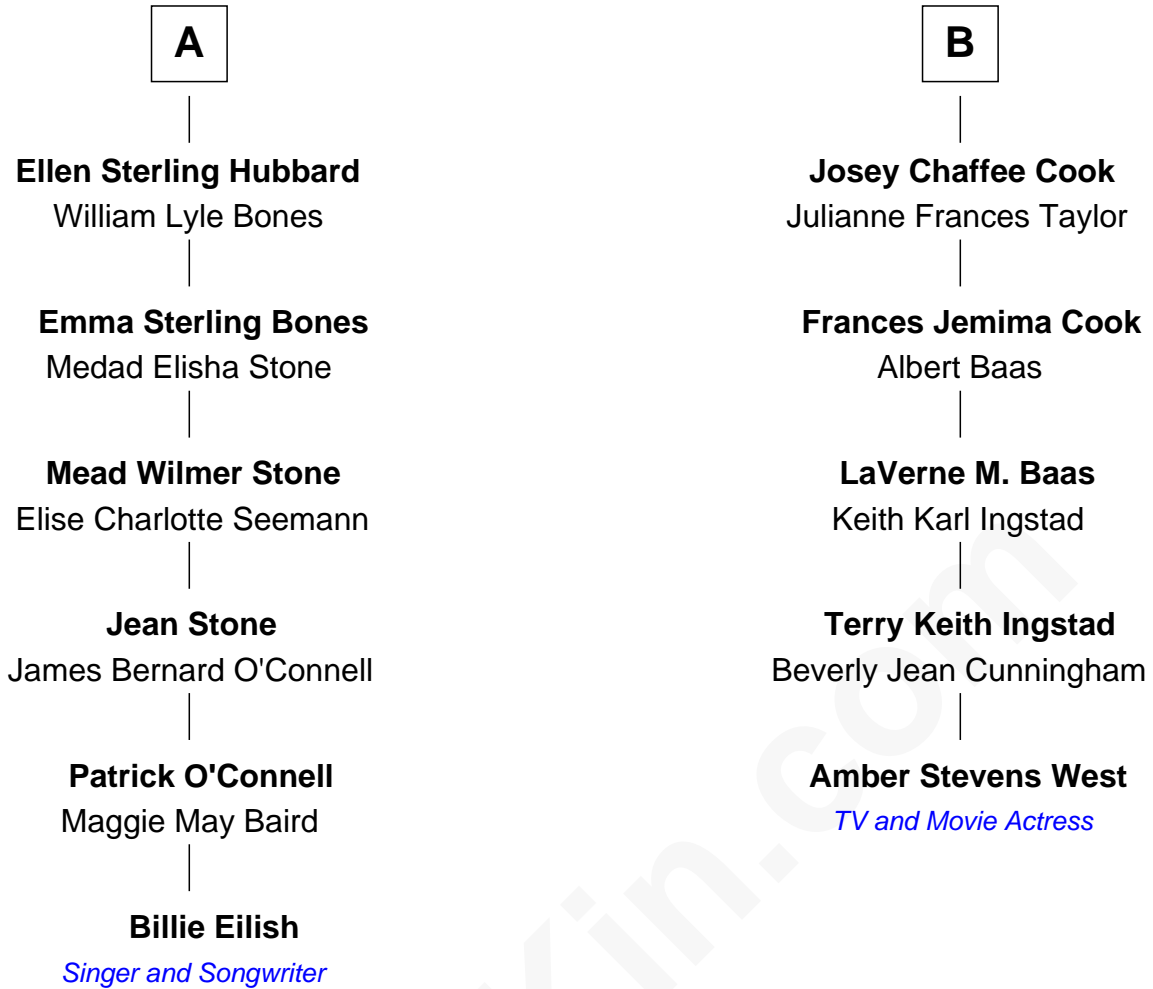 A
Ellen Sterling Hubbard
William Lyle Bones
Emma Sterling Bones
Medad Elisha Stone
Mead Wilmer Stone
Elise Charlotte Seemann
Jean Stone
James Bernard O'Connell
Patrick O'Connell
Maggie May Baird
Billie Eilish
Singer and Songwriter
B
Josey Chaffee Cook
Julianne Frances Taylor
Frances Jemima Cook
Albert Baas
LaVerne M. Baas
Keith Karl Ingstad
Terry Keith Ingstad
Beverly Jean Cunningham
Amber Stevens West
TV and Movie Actress
Kin.com